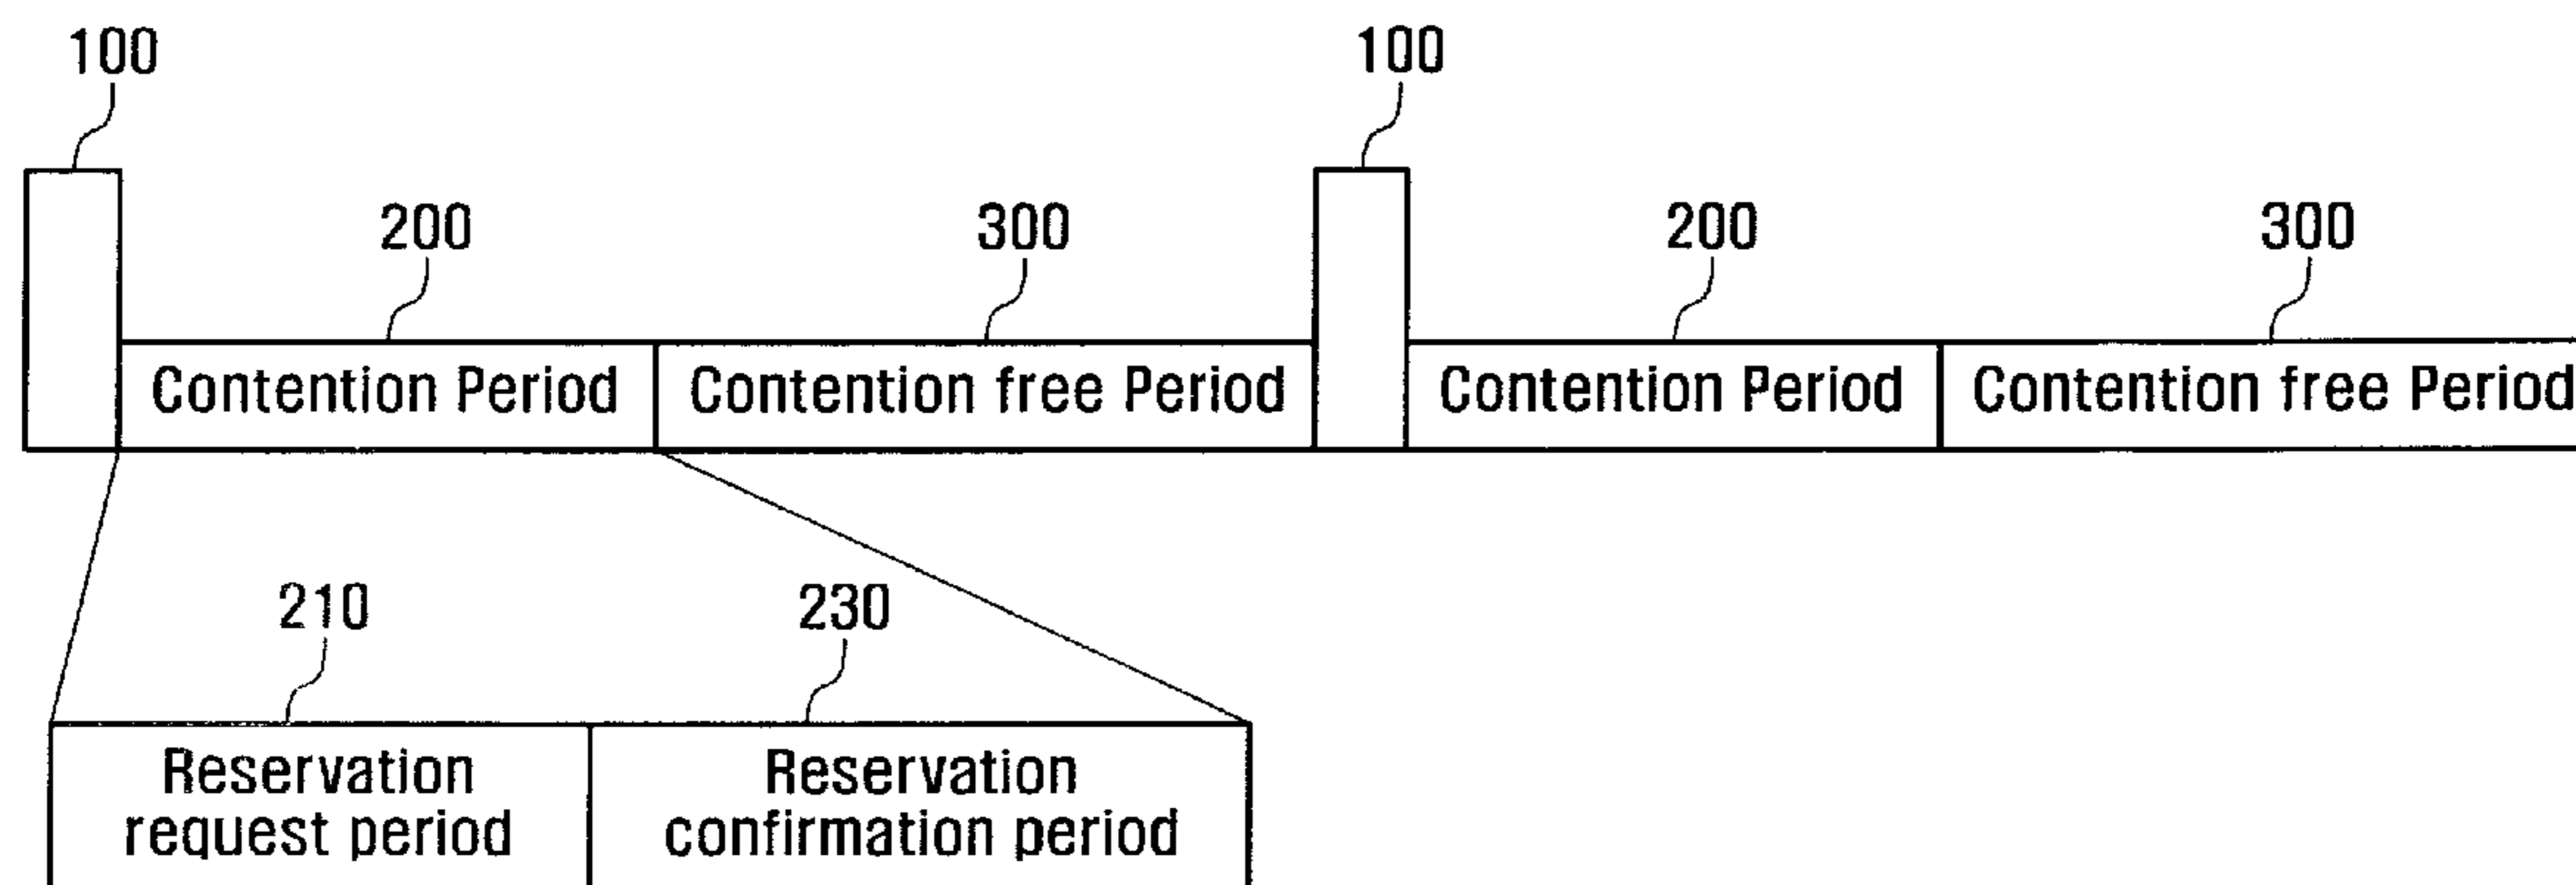 100
100
200
300
200
300
Contention Period
Contention free Period
Contention Period
Contention free Period
210
230
Reservation
request period
Reservation
confirmation period